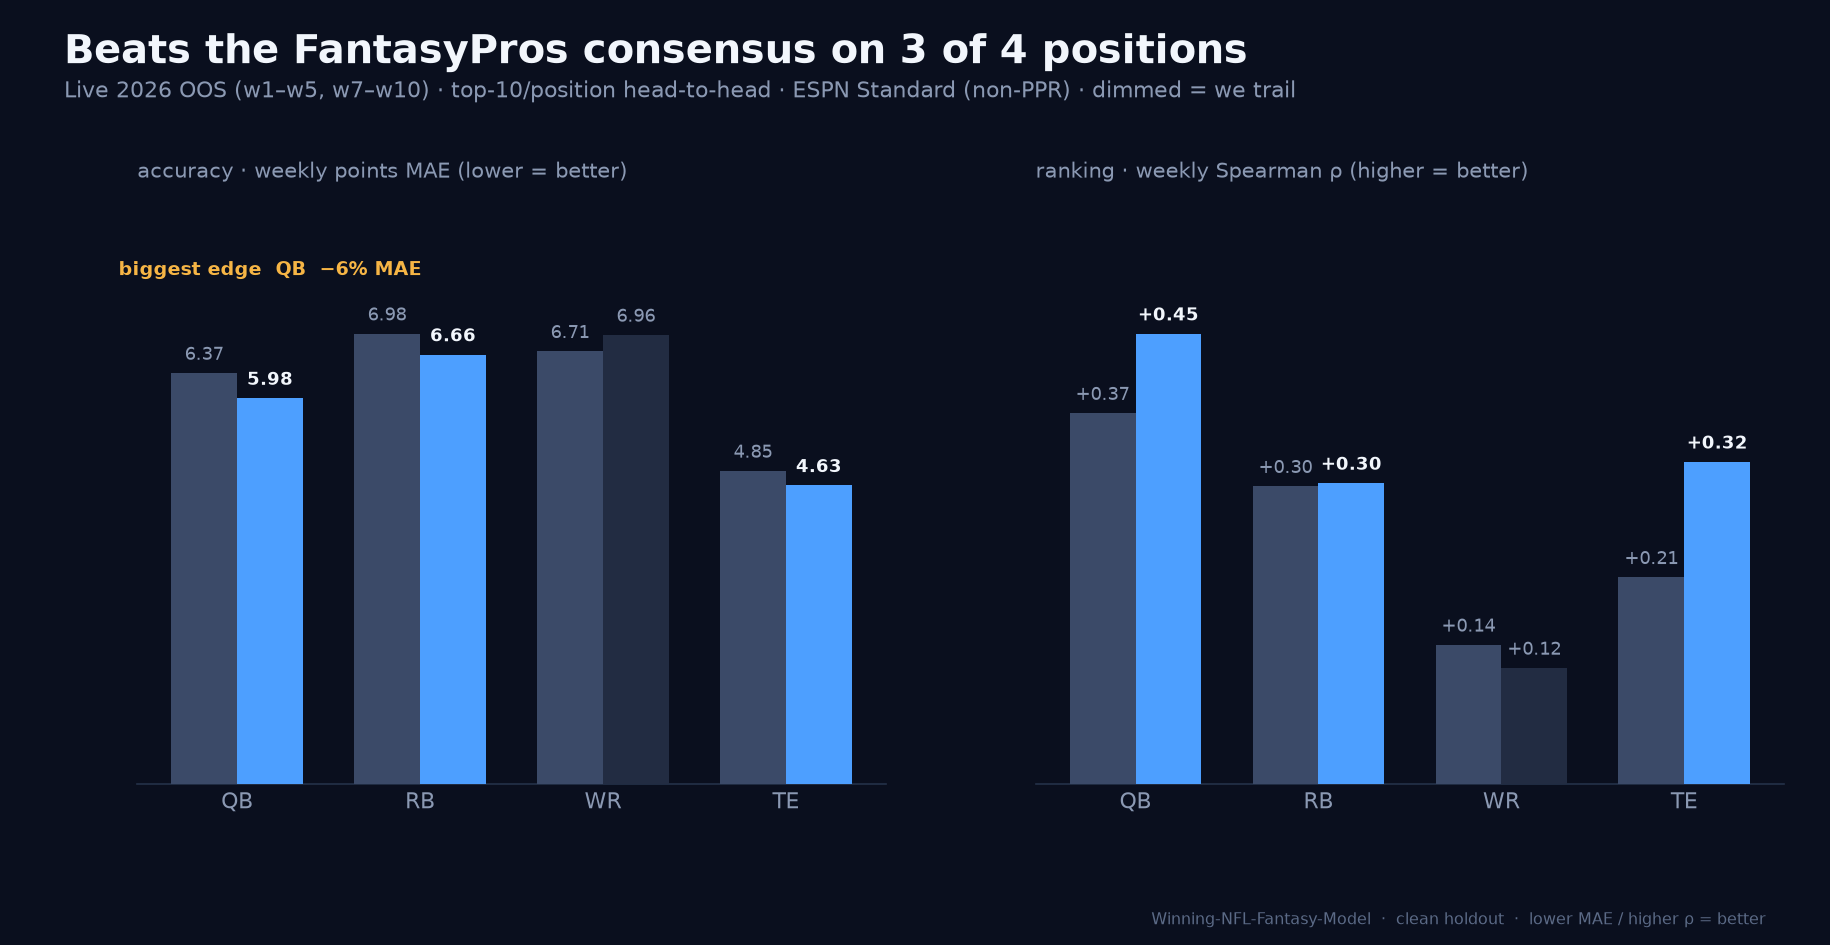 Beats the FantasyPros consensus on 3 of 4 positions
Live 2026 OOS (w1–w5, w7–w10) · top-10/position head-to-head · ESPN Standard (non-PPR) · dimmed = we trail
accuracy · weekly points MAE (lower = better)
biggest edge  QB  −6% MAE
6.37
5.98
6.98
6.66
6.71
6.96
4.85
4.63
QB
RB
WR
TE
ranking · weekly Spearman ρ (higher = better)
+0.37
+0.45
+0.30
+0.30
+0.14
+0.12
+0.21
+0.32
QB
RB
WR
TE
Winning-NFL-Fantasy-Model  ·  clean holdout  ·  lower MAE / higher ρ = better